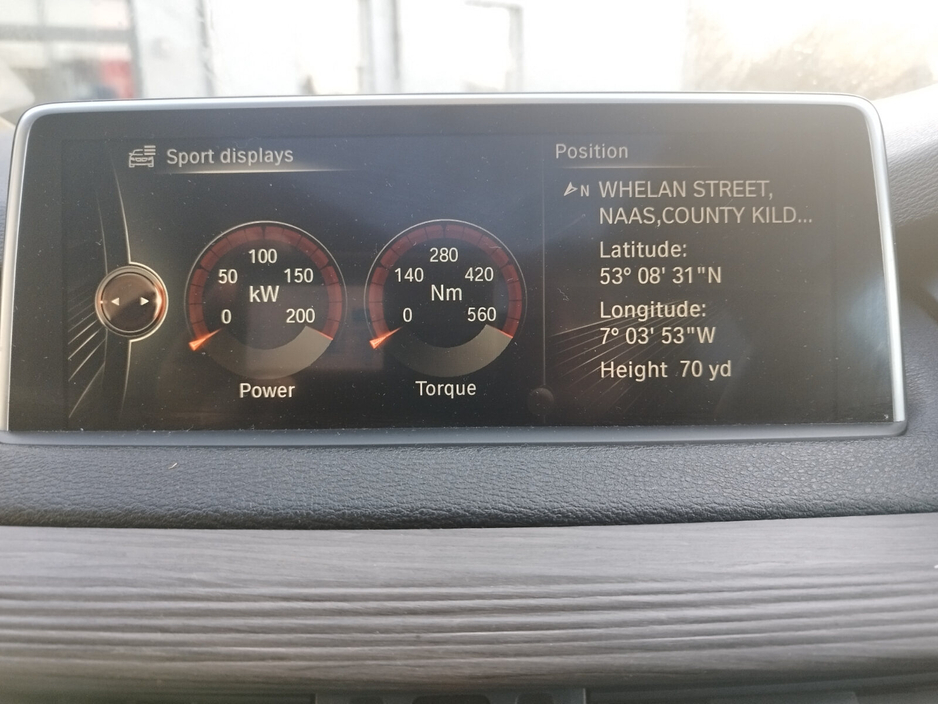 Sport displays
Position
N WHELAN STREET,
NAAS,COUNTY KILD...
Latitude:
53° 08' 31"N
Longitude:
7° 03' 53"W
Height 70 yd
100
50 150
kW
0 200
Power
280
140 420
Nm
0 560
Torque